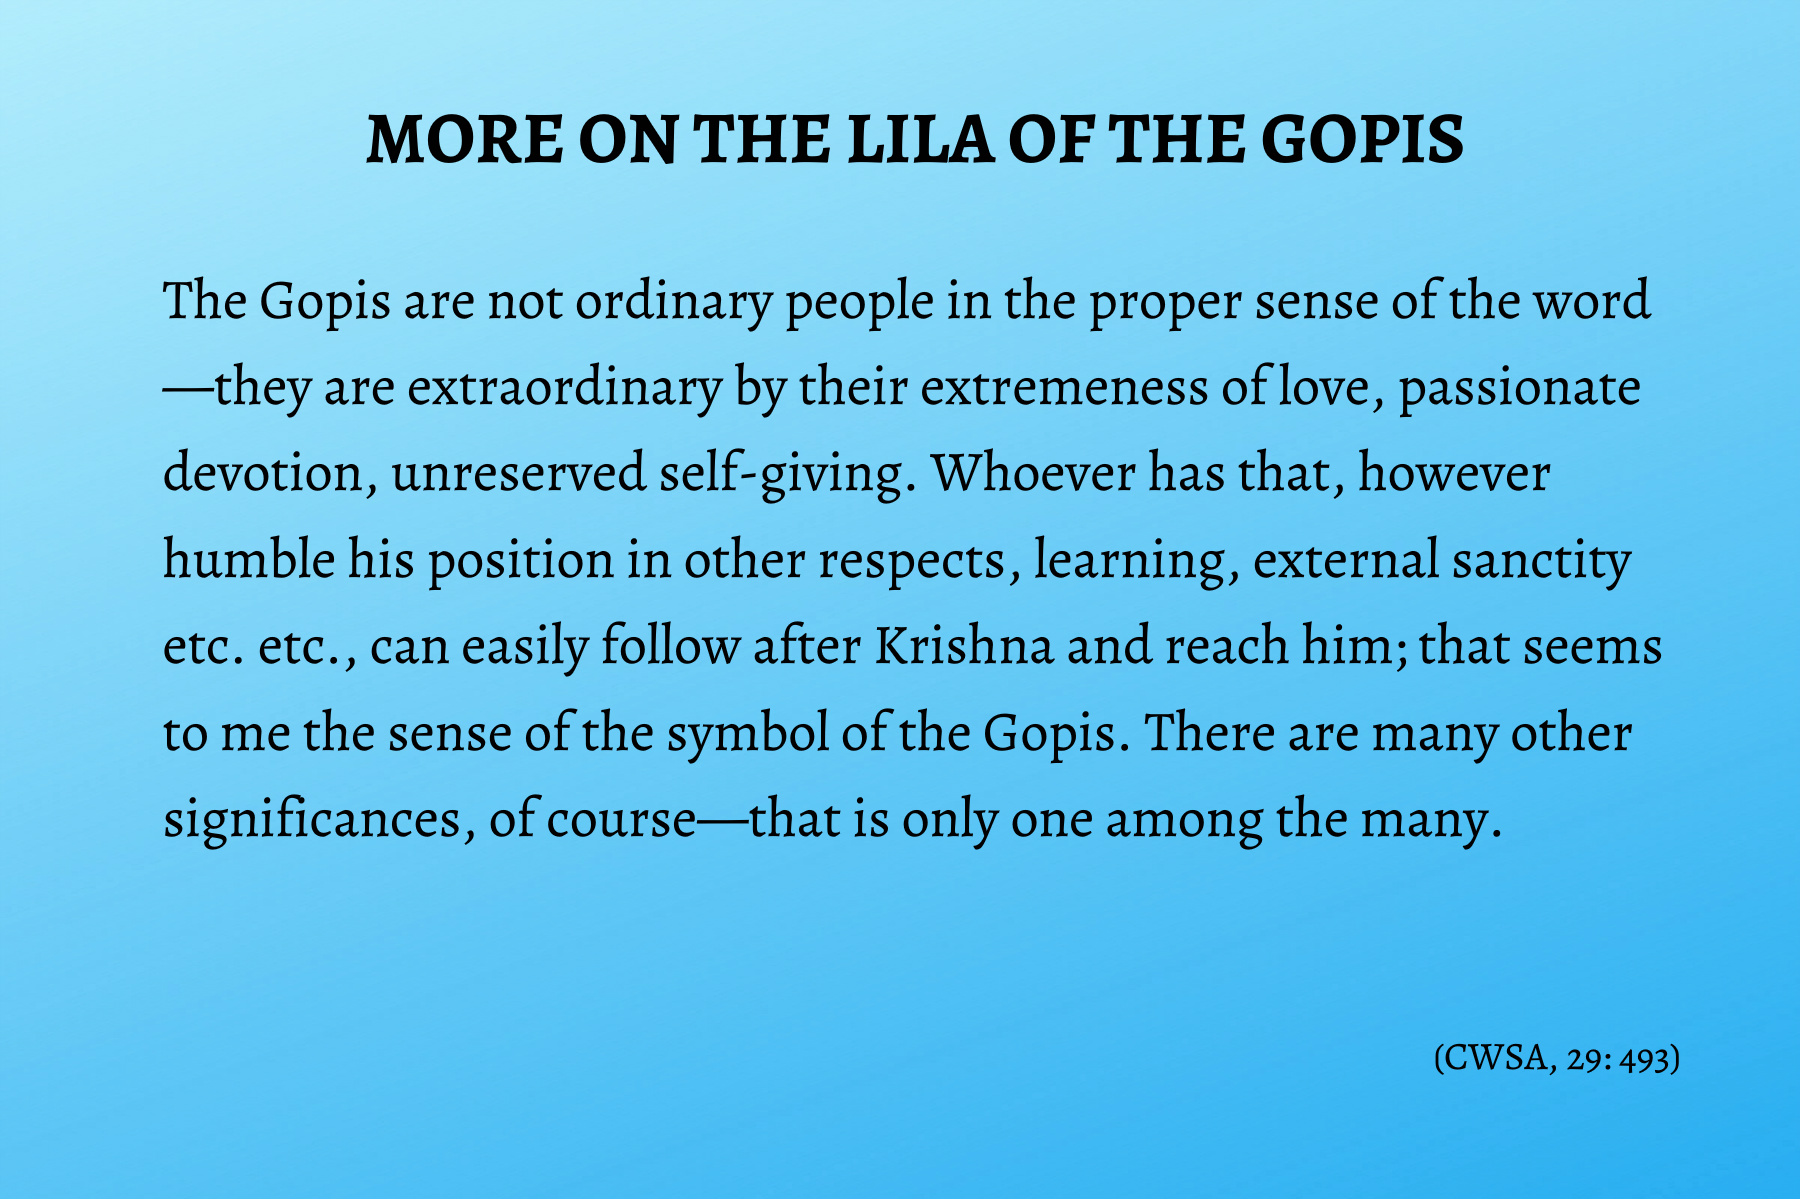 MORE ON THE LILA OF THE GOPIS
The Gopis are not ordinary people in the proper sense of the word
—they are extraordinary by their extremeness of love, passionate
devotion, unreserved self-giving. Whoever has that, however
humble his position in other respects, learning, external sanctity
etc. etc., can easily follow after Krishna and reach him; that seems
to me the sense of the symbol of the Gopis. There are many other
significances, of course—that is only one among the many.
(CWSA, 29: 493)